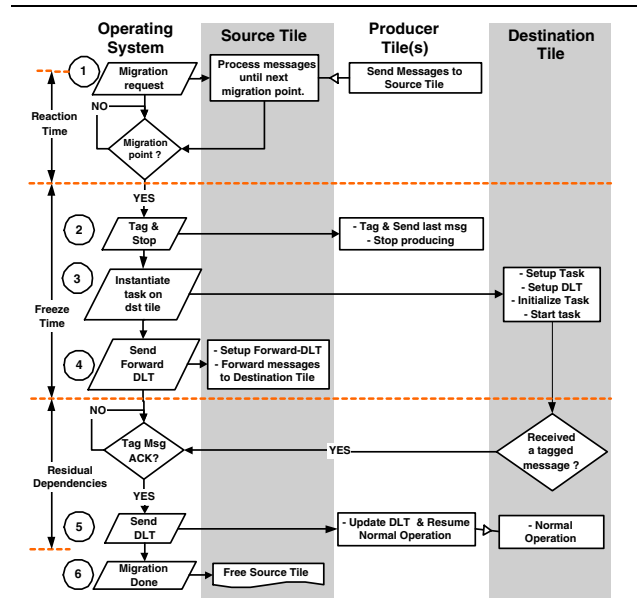 Operating
System
Source Tile
Producer
Tile(s)
Destination
Tile
1
Migration
request
Process messages
until next
migration point.
Send Messages to
Source Tile
NO
Reaction
Time
Migration
point ?
YES
2
Tag &
Stop
- Tag & Send last msg
- Stop producing
3
Instantiate
task on
dst tile
- Setup Task
- Setup DLT
- Initialize Task
- Start task
Freeze
Time
4
Send
Forward
DLT
- Setup Forward-DLT
- Forward messages
to Destination Tile
NO
Tag Msg
ACK?
YES
Received
a tagged
message ?
Residual
Dependencies
YES
5
Send
DLT
- Update DLT & Resume
Normal Operation
- Normal
Operation
6
Migration
Done
Free Source Tile